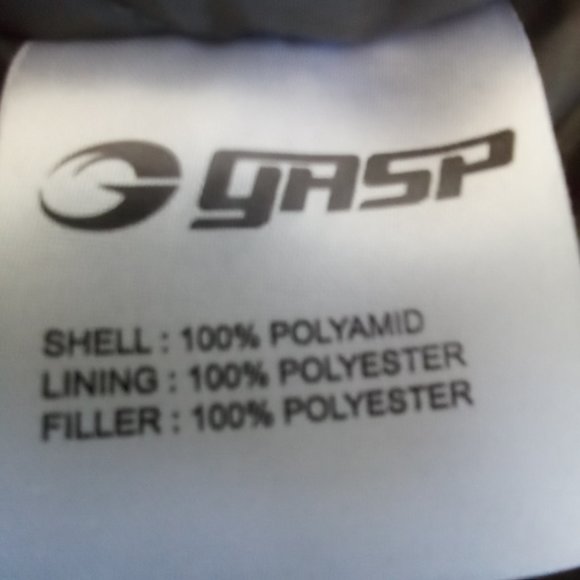 GASP
SHELL : 100% POLYAMID
LINING : 100% POLYESTER
FILLER : 100% POLYESTER